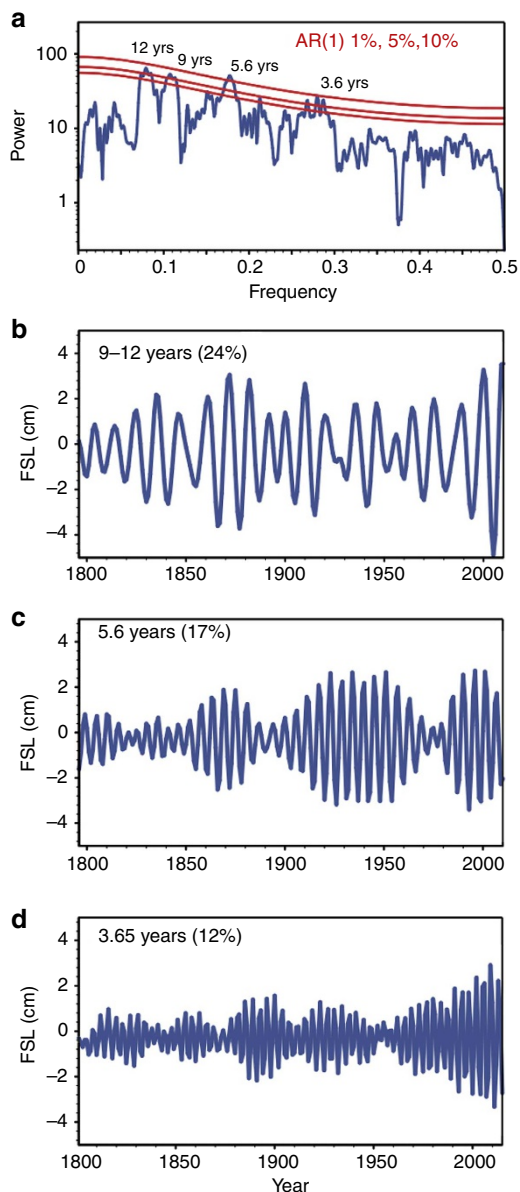 a
12 yrs
9 yrs
5.6 yrs
3.6 yrs
AR(1) 1%, 5%,10%
100
10
1
Power
0 0.1 0.2 0.3 0.4 0.5
Frequency
b
9–12 years (24%)
4
2
0
–2
–4
FSL (cm)
1800 1850 1900 1950 2000
c
5.6 years (17%)
4
2
0
–2
–4
FSL (cm)
1800 1850 1900 1950 2000
d
3.65 years (12%)
4
2
0
–2
–4
FSL (cm)
1800 1850 1900 1950 2000
Year